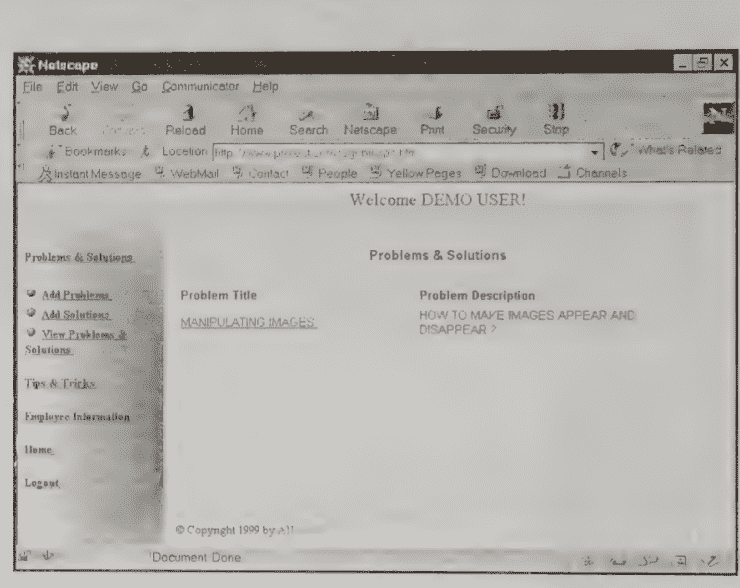 Netscape
File Edit View Go Communicator Help
Back Reload Home Search Netscape Print Security Stop
Bookmarks Location What's Related
Instant Message WebMail Contact People Yellow Pages Download Channels
Welcome DEMO USER!
Problems & Solutions
Problems & Solutions
Add Problems
Add Solutions
View Problems &
Solutions
Tips & Tricks
Employee Information
Home
Logout
Problem Title Problem Description
MANIPULATING IMAGES HOW TO MAKE IMAGES APPEAR AND
DISAPPEAR ?
© Copyright 1999 by
Document Done